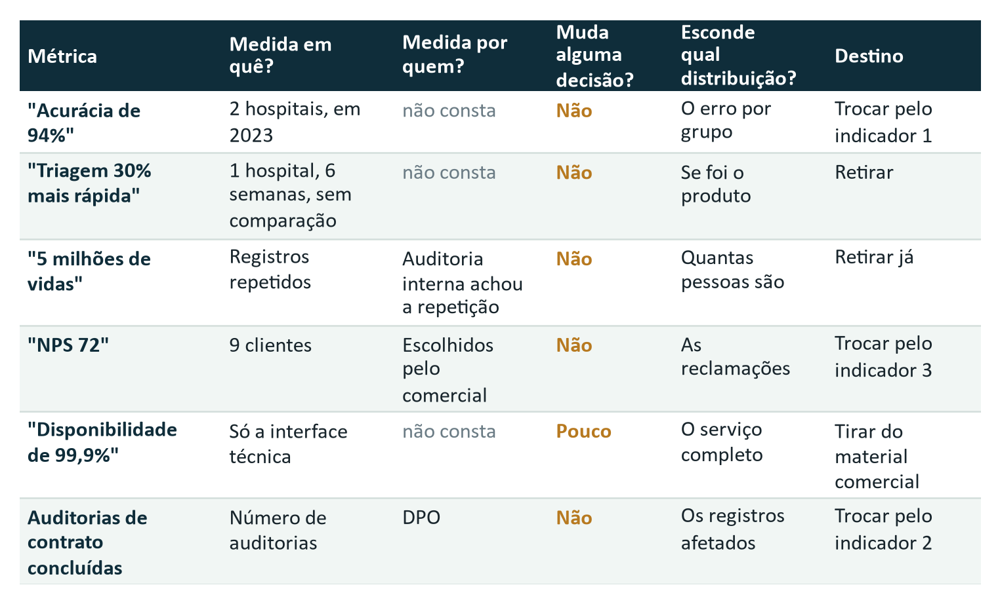 Métrica
Medida em
quê?
Medida por
quem?
Muda
alguma
decisão?
Esconde
qual
distribuição?
Destino
"Acurácia de
94%"
2 hospitais, em
2023
não consta
Não
O erro por
grupo
Trocar pelo
indicador 1
"Triagem 30%
mais rápida"
1 hospital, 6
semanas, sem
comparação
não consta
Não
Se foi o
produto
Retirar
"5 milhões de
vidas"
Registros
repetidos
Auditoria
interna achou
a repetição
Não
Quantas
pessoas são
Retirar já
"NPS 72"
9 clientes
Escolhidos
pelo
comercial
Não
As
reclamações
Trocar pelo
indicador 3
"Disponibilidade
de 99,9%"
Só a interface
técnica
não consta
Pouco
O serviço
completo
Tirar do
material
comercial
Auditorias de
contrato
concluídas
Número de
auditorias
DPO
Não
Os registros
afetados
Trocar pelo
indicador 2